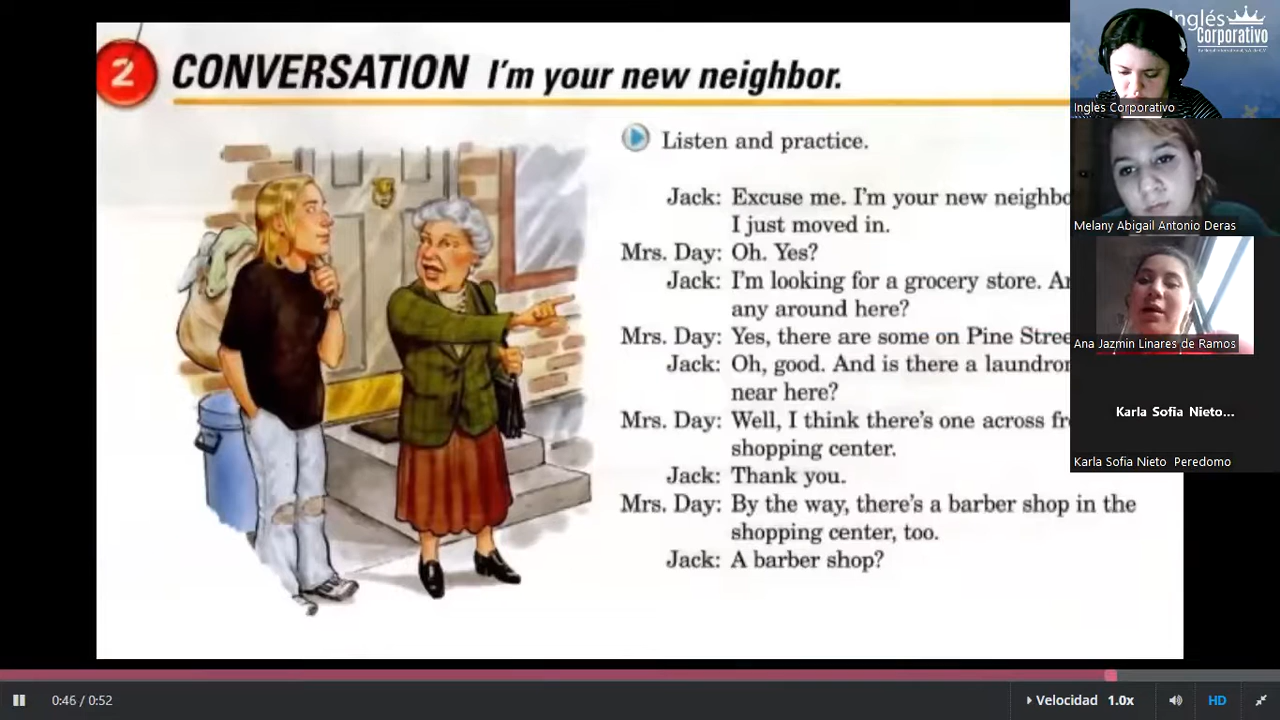 2 CONVERSATION I'm your new neighbor.
Listen and practice.
Jack: Excuse me. I'm your new
I just moved in.
Mrs. Day: Oh. Yes?
Jack: I'm looking for a grocery store.
any around here?
Mrs. Day: Yes, there are some on Pine
Jack: Oh, good. And is there a
near here?
Mrs. Day: Well, I think there's one across
shopping center.
Jack: Thank you.
Mrs. Day: By the way, there's a barber shop in the
shopping center, too.
Jack: A barber shop?
Inglés
Corporativo
Ingles Corporativo
Melany Abigail Antonio Deras
Ana Jazmin Linares de Ramos
Karla Sofia Nieto...
Karla Sofia Nieto Peredomo
0:46 / 0:52
Velocidad 1.0x
HD